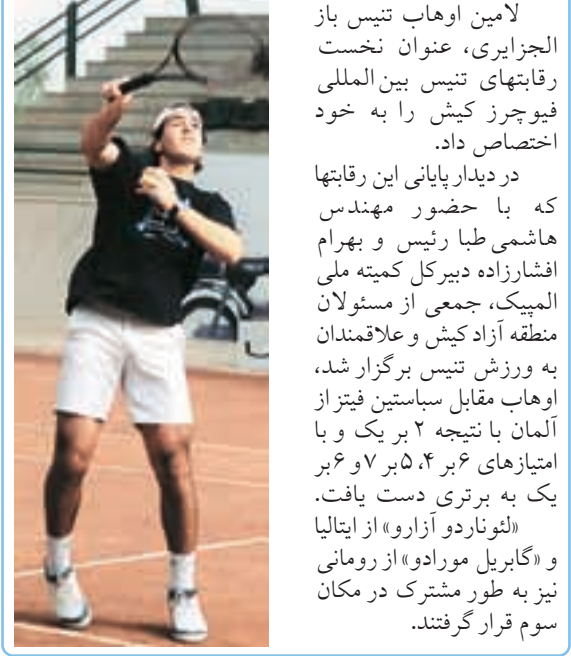 لامین اوهاب تنیس باز
الجزایری، عنوان نخست
رقابتهای تنیس بین‌المللی
فیوچرز کیش را به خود
اختصاص داد.
در دیدار پایانی این رقابتها
که با حضور مهندس
هاشمی طبا رئیس و بهرام
افشارزاده دبیرکل کمیته ملی
المپیک، جمعی از مسئولان
منطقه آزاد کیش و علاقمندان
به ورزش تنیس برگزار شد،
اوهاب مقابل سباستین فیتز از
آلمان با نتیجه ۲ بر یک و با
امتیازهای ۶ بر ۴، ۵ بر ۷ و ۶ بر
یک به برتری دست یافت.
«لئوناردو آزارو» از ایتالیا
و «گابریل مورادو» از رومانی
نیز به طور مشترک در مکان
سوم قرار گرفتند.